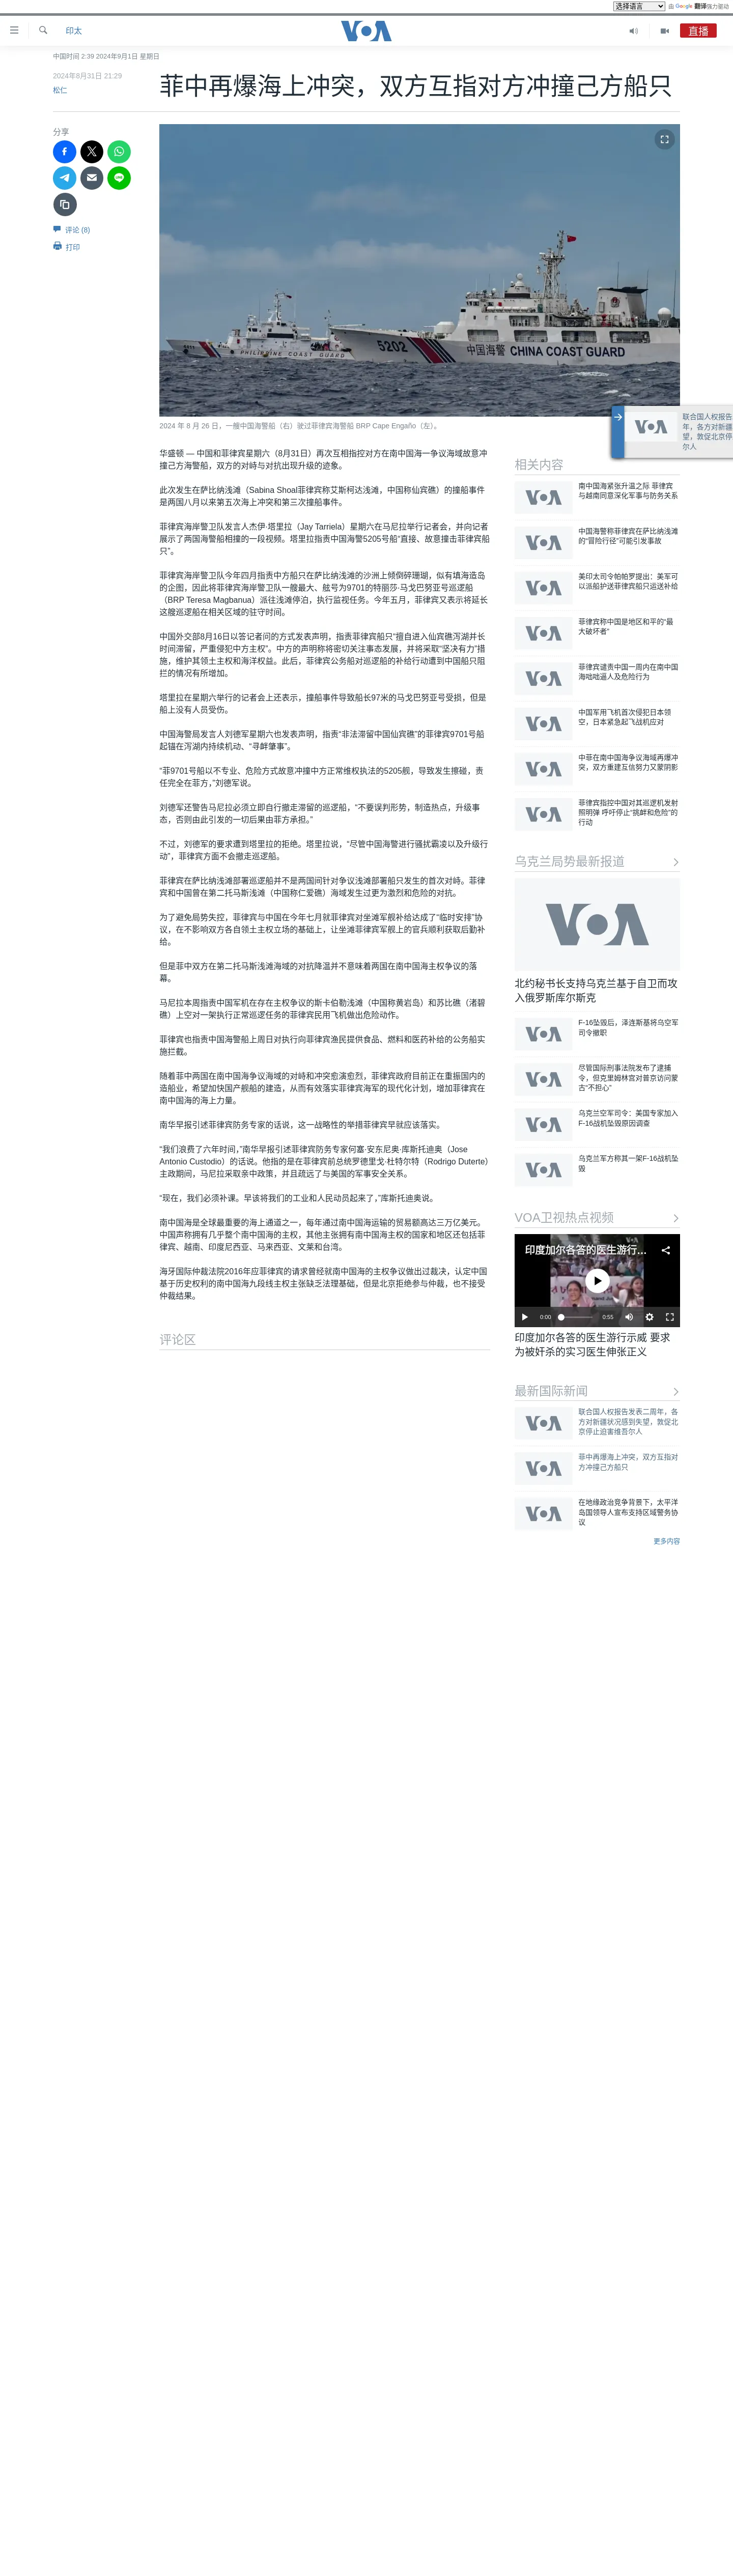 选择语言 由 Google 翻译强力驱动
印太
VOA
直播
中国时间 2:39 2024年9月1日 星期日
2024年8月31日 21:29
松仁
菲中再爆海上冲突，双方互指对方冲撞己方船只
分享
评论 (8)
打印
PHILIPPINE COAST GUARD
5202
中国海警 CHINA COAST GUARD
2024 年 8 月 26 日，一艘中国海警船（右）驶过菲律宾海警船 BRP Cape Engaño（左）。
联合国人权报告
年，各方对新疆
望，敦促北京停
尔人
华盛顿 — 中国和菲律宾星期六（8月31日）再次互相指控对方在南中国海一争议海域故意冲
撞己方海警船，双方的对峙与对抗出现升级的迹象。
此次发生在萨比纳浅滩（Sabina Shoal菲律宾称艾斯柯达浅滩，中国称仙宾礁）的撞船事件
是两国八月以来第五次海上冲突和第三次撞船事件。
菲律宾海岸警卫队发言人杰伊·塔里拉（Jay Tarriela）星期六在马尼拉举行记者会，并向记者
展示了两国海警船相撞的一段视频。塔里拉指责中国海警5205号船“直接、故意撞击菲律宾船
只”。
菲律宾海岸警卫队今年四月指责中方船只在萨比纳浅滩的沙洲上倾倒碎珊瑚，似有填海造岛
的企图，因此将菲律宾海岸警卫队一艘最大、舷号为9701的特丽莎·马戈巴努亚号巡逻船
（BRP Teresa Magbanua）派往浅滩停泊，执行监视任务。今年五月，菲律宾又表示将延长
这艘巡逻船在相关区域的驻守时间。
中国外交部8月16日以答记者问的方式发表声明，指责菲律宾船只“擅自进入仙宾礁泻湖并长
时间滞留，严重侵犯中方主权”。中方的声明称将密切关注事态发展，并将采取“坚决有力”措
施，维护其领土主权和海洋权益。此后，菲律宾公务船对巡逻船的补给行动遭到中国船只阻
拦的情况有所增加。
塔里拉在星期六举行的记者会上还表示，撞船事件导致船长97米的马戈巴努亚号受损，但是
船上没有人员受伤。
中国海警局发言人刘德军星期六也发表声明，指责“非法滞留中国仙宾礁”的菲律宾9701号船
起锚在泻湖内持续机动、“寻衅肇事”。
“菲9701号船以不专业、危险方式故意冲撞中方正常维权执法的5205舰，导致发生擦碰，责
任完全在菲方，”刘德军说。
刘德军还警告马尼拉必须立即自行撤走滞留的巡逻船，“不要误判形势，制造热点，升级事
态，否则由此引发的一切后果由菲方承担。”
不过，刘德军的要求遭到塔里拉的拒绝。塔里拉说，“尽管中国海警进行骚扰霸凌以及升级行
动”，菲律宾方面不会撤走巡逻船。
菲律宾在萨比纳浅滩部署巡逻船并不是两国间针对争议浅滩部署船只发生的首次对峙。菲律
宾和中国曾在第二托马斯浅滩（中国称仁爱礁）海域发生过更为激烈和危险的对抗。
为了避免局势失控，菲律宾与中国在今年七月就菲律宾对坐滩军舰补给达成了“临时安排”协
议，在不影响双方各自领土主权立场的基础上，让坐滩菲律宾军舰上的官兵顺利获取后勤补
给。
但是菲中双方在第二托马斯浅滩海域的对抗降温并不意味着两国在南中国海主权争议的落
幕。
马尼拉本周指责中国军机在存在主权争议的斯卡伯勒浅滩（中国称黄岩岛）和苏比礁（渚碧
礁）上空对一架执行正常巡逻任务的菲律宾民用飞机做出危险动作。
菲律宾也指责中国海警船上周日对执行向菲律宾渔民提供食品、燃料和医药补给的公务船实
施拦截。
随着菲中两国在南中国海争议海域的对峙和冲突愈演愈烈，菲律宾政府目前正在重振国内的
造船业，希望加快国产舰船的建造，从而有效落实菲律宾海军的现代化计划，增加菲律宾在
南中国海的海上力量。
南华早报引述菲律宾防务专家的话说，这一战略性的举措菲律宾早就应该落实。
“我们浪费了六年时间，”南华早报引述菲律宾防务专家何塞·安东尼奥·库斯托迪奥（Jose
Antonio Custodio）的话说。他指的是在菲律宾前总统罗德里戈·杜特尔特（Rodrigo Duterte）
主政期间，马尼拉采取亲中政策，并且疏远了与美国的军事安全关系。
“现在，我们必须补课。早该将我们的工业和人民动员起来了，”库斯托迪奥说。
南中国海是全球最重要的海上通道之一，每年通过南中国海运输的贸易额高达三万亿美元。
中国声称拥有几乎整个南中国海的主权，其他主张拥有南中国海主权的国家和地区还包括菲
律宾、越南、印度尼西亚、马来西亚、文莱和台湾。
海牙国际仲裁法院2016年应菲律宾的请求曾经就南中国海的主权争议做出过裁决，认定中国
基于历史权利的南中国海九段线主权主张缺乏法理基础，但是北京拒绝参与仲裁，也不接受
仲裁结果。
评论区
相关内容
南中国海紧张升温之际 菲律宾
与越南同意深化军事与防务关系
中国海警称菲律宾在萨比纳浅滩
的“冒险行径”可能引发事故
美印太司令帕帕罗提出：美军可
以派船护送菲律宾船只运送补给
菲律宾称中国是地区和平的“最
大破坏者”
菲律宾谴责中国一周内在南中国
海咄咄逼人及危险行为
中国军用飞机首次侵犯日本领
空，日本紧急起飞战机应对
中菲在南中国海争议海域再爆冲
突，双方重建互信努力又蒙阴影
菲律宾指控中国对其巡逻机发射
照明弹 呼吁停止“挑衅和危险”的
行动
乌克兰局势最新报道
VOA
北约秘书长支持乌克兰基于自卫而攻
入俄罗斯库尔斯克
F-16坠毁后，泽连斯基将乌空军
司令撤职
尽管国际刑事法院发布了逮捕
令，但克里姆林宫对普京访问蒙
古“不担心”
乌克兰空军司令：美国专家加入
F-16战机坠毁原因调查
乌克兰军方称其一架F-16战机坠
毁
VOA卫视热点视频
印度加尔各答的医生游行...
0:00 0:55
印度加尔各答的医生游行示威 要求
为被奸杀的实习医生伸张正义
最新国际新闻
联合国人权报告发表二周年，各
方对新疆状况感到失望，敦促北
京停止迫害维吾尔人
菲中再爆海上冲突，双方互指对
方冲撞己方船只
在地缘政治竞争背景下，太平洋
岛国领导人宣布支持区域警务协
议
更多内容